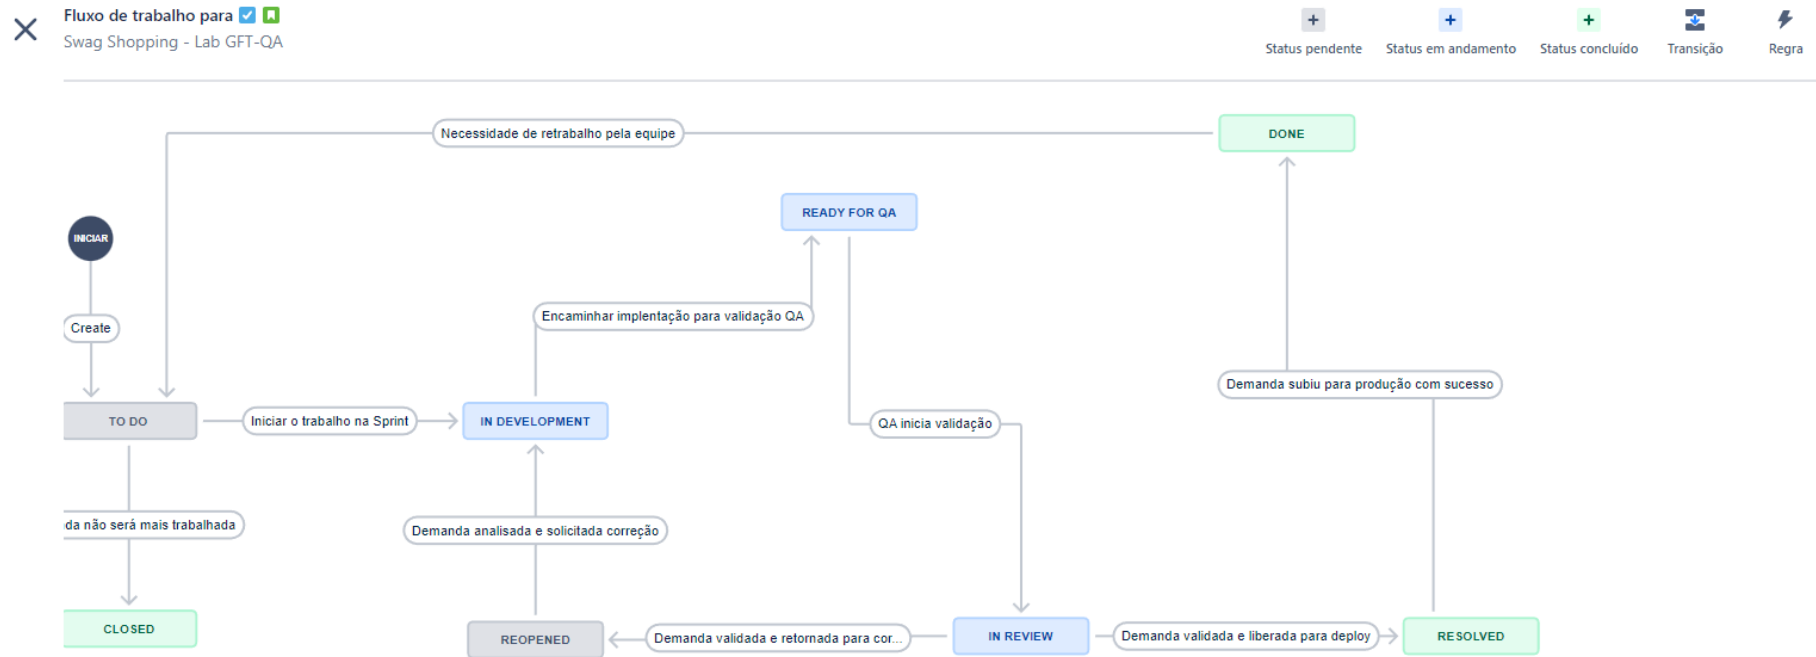 Fluxo de trabalho para
Swag Shopping - Lab GFT-QA
Status pendente
Status em andamento
Status concluído
Transição
Regra
Necessidade de retrabalho pela equipe
DONE
READY FOR QA
INICIAR
Encaminhar implentação para validação QA
Create
Demanda subiu para produção com sucesso
TO DO
Iniciar o trabalho na Sprint
IN DEVELOPMENT
QA inicia validação
da não será mais trabalhada
Demanda analisada e solicitada correção
CLOSED
REOPENED
Demanda validada e retornada para cor...
IN REVIEW
Demanda validada e liberada para deploy
RESOLVED